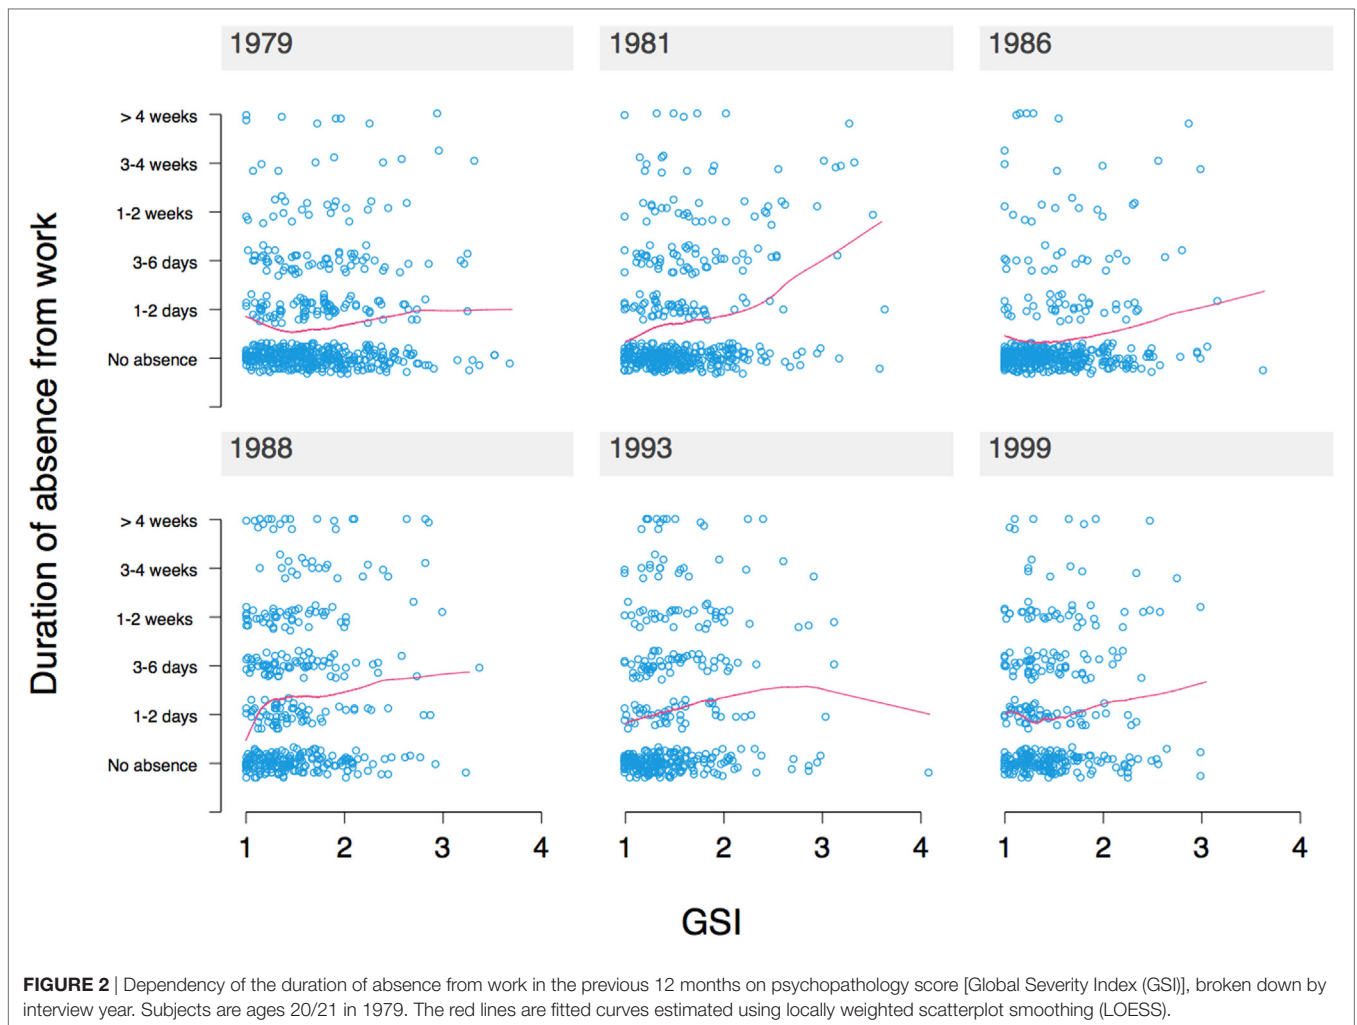 1979
1981
1986
> 4 weeks
3-4 weeks
1-2 weeks
3-6 days
1-2 days
No absence
Duration of absence from work
1988
1993
1999
> 4 weeks
3-4 weeks
1-2 weeks
3-6 days
1-2 days
No absence
1 2 3 4
1 2 3 4
1 2 3 4
GSI
FIGURE 2 | Dependency of the duration of absence from work in the previous 12 months on psychopathology score [Global Severity Index (GSI)], broken down by
interview year. Subjects are ages 20/21 in 1979. The red lines are fitted curves estimated using locally weighted scatterplot smoothing (LOESS).